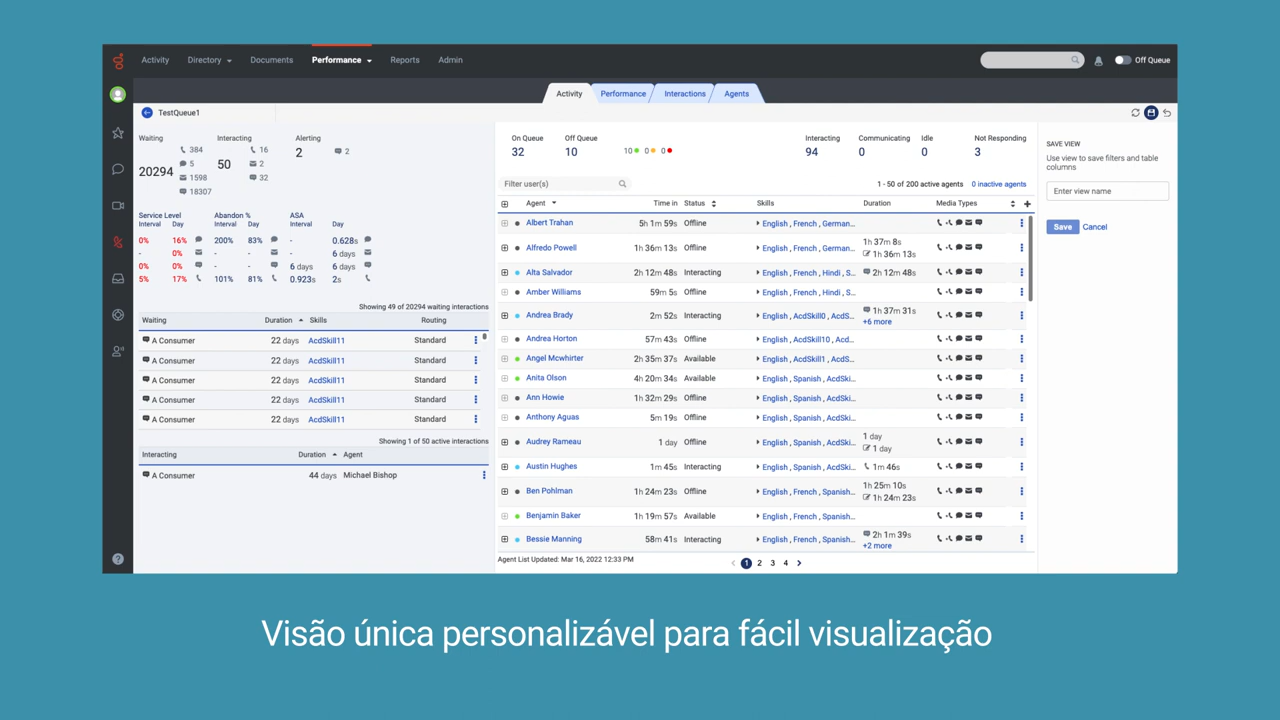 Activity Directory Documents Performance Reports Admin Off Queue
Activity Performance Interactions Agents
TestQueue1
Waiting Interacting Alerting
20294 384 5 1598 18307 50 16 2 32 2 2
Service Level Abandon % ASA
Interval Day Interval Day Interval Day
0% 16% 200% 83% - 0.628s
- 0% - - - 6 days
0% 0% - - 6 days 6 days
5% 17% 101% 81% 0.923s 2s
Showing 49 of 20294 waiting interactions
Waiting Duration Skills Routing
A Consumer 22 days AcdSkill11 Standard
A Consumer 22 days AcdSkill11 Standard
A Consumer 22 days AcdSkill11 Standard
A Consumer 22 days AcdSkill11 Standard
A Consumer 22 days AcdSkill11 Standard
Showing 1 of 50 active interactions
Interacting Duration Agent
A Consumer 44 days Michael Bishop
On Queue Off Queue Interacting Communicating Idle Not Responding
32 10 10 0 0 94 0 0 3
Filter user(s) 1 - 50 of 200 active agents 0 inactive agents
Agent Time in Status Skills Duration Media Types
Albert Trahan 5h 1m 59s Offline English , French , German...
Alfredo Powell 1h 36m 13s Offline English , French , German... 1h 37m 8s
1h 36m 13s
Alta Salvador 2h 12m 48s Interacting English , French , Hindi , S... 2h 12m 48s
Amber Williams 59m 5s Offline English , French , Hindi , S...
Andrea Brady 2m 52s Interacting English , AcdSkill0 , AcdS... 1h 37m 31s
+6 more
Andrea Horton 57m 43s Offline English , AcdSkill10 , Acd...
Angel Mcwhirter 2h 35m 37s Available English , AcdSkill1 , AcdS...
Anita Olson 4h 20m 34s Available English , Spanish , AcdSki...
Ann Howie 1h 32m 29s Offline English , Spanish , AcdSki...
Anthony Aguas 5m 19s Offline English , Spanish , AcdSki...
Audrey Rameau 1 day Offline English , Spanish , AcdSki... 1 day
1 day
Austin Hughes 1m 45s Interacting English , Spanish , AcdSki... 1m 46s
Ben Pohlman 1h 24m 23s Offline English , French , Spanish... 1h 25m 10s
1h 24m 23s
Benjamin Baker 1h 19m 57s Available English , French , Spanish...
Bessie Manning 58m 41s Interacting English , French , Spanish... 2h 1m 39s
+2 more
Agent List Updated: Mar 16, 2022 12:33 PM 1 2 3 4
SAVE VIEW
Use view to save filters and table
columns
Enter view name
Save Cancel
Visão única personalizável para fácil visualização